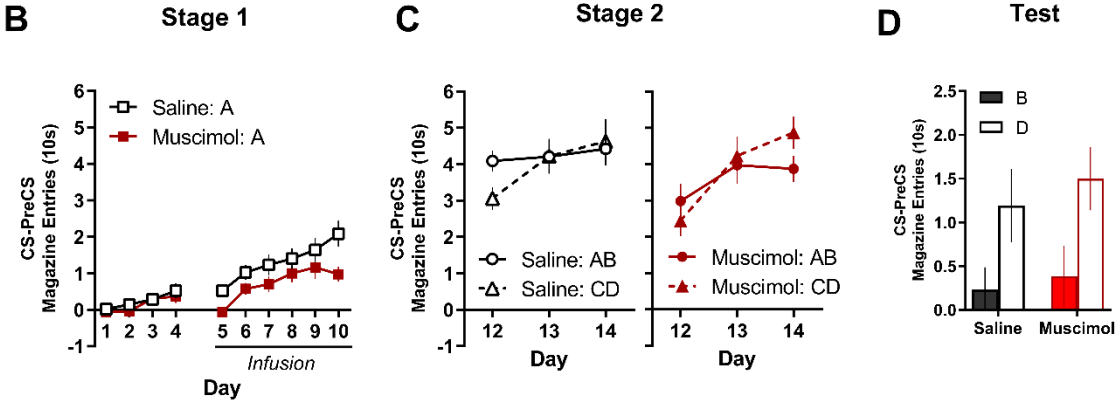 B
Stage 1
CS-PreCS
Magazine Entries (10s)
6
5
4
3
2
1
0
-1
Saline: A
Muscimol: A
1 2 3 4 5 6 7 8 9 10
Infusion
Day
C
Stage 2
CS-PreCS
Magazine Entries (10s)
6
5
4
3
2
1
0
-1
Saline: AB
Saline: CD
12 13 14
Day
Muscimol: AB
Muscimol: CD
12 13 14
Day
D
Test
CS-PreCS
Magazine Entries (10s)
2.5
2.0
1.5
1.0
0.5
0.0
B
D
Saline Muscimol